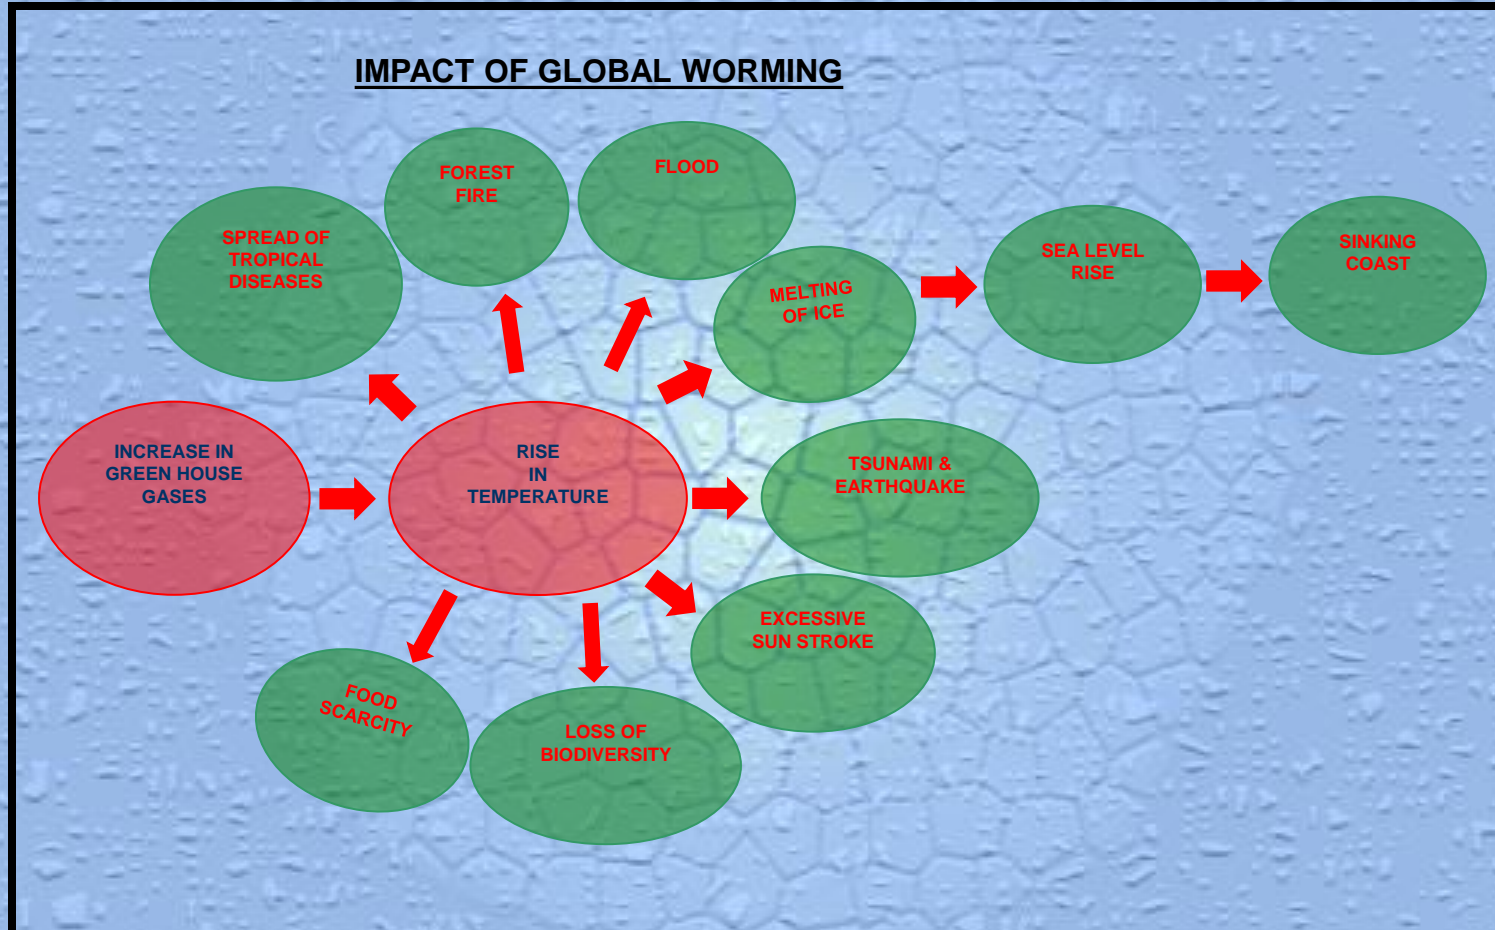 IMPACT OF GLOBAL WORMING
FOREST
FIRE
FLOOD
SPREAD OF
TROPICAL
DISEASES
MELTING
OF ICE
SEA LEVEL
RISE
SINKING
COAST
INCREASE IN
GREEN HOUSE
GASES
RISE
IN
TEMPERATURE
TSUNAMI &
EARTHQUAKE
EXCESSIVE
SUN STROKE
FOOD
SCARCITY
LOSS OF
BIODIVERSITY